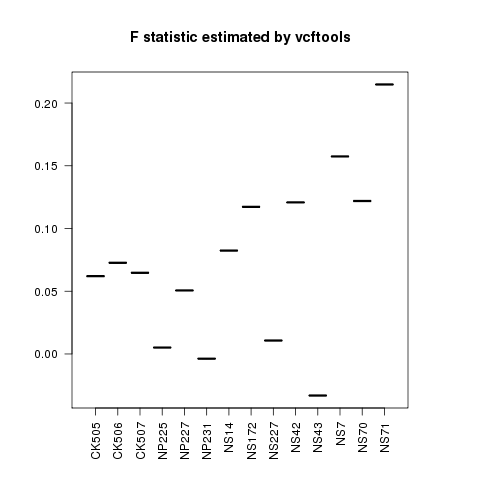 F statistic estimated by vcftools
0.20
0.15
0.10
0.05
0.00
CK505
CK506
CK507
NP225
NP227
NP231
NS14
NS172
NS227
NS42
NS43
NS7
NS70
NS71